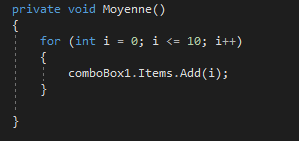 private void Moyenne()
{
    for (int i = 0; i <= 10; i++)
    {
        comboBox1.Items.Add(i);
    }
}